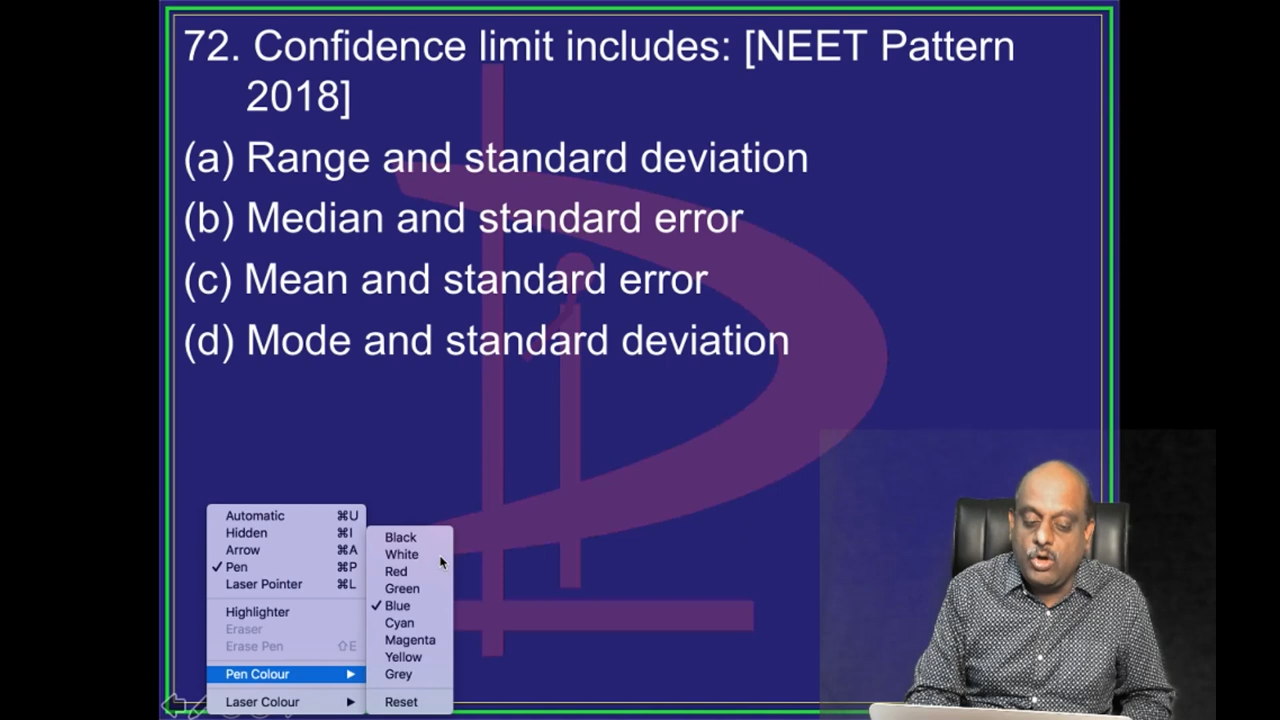 72. Confidence limit includes: [NEET Pattern
2018]
(a) Range and standard deviation
(b) Median and standard error
(c) Mean and standard error
(d) Mode and standard deviation
Automatic ⌘U
Hidden ⌘I
Arrow ⌘A
✓ Pen ⌘P
Laser Pointer ⌘L
Highlighter
Eraser
Erase Pen ⇧E
Pen Colour ▶
Laser Colour ▶
Black
White
Red
Green
✓ Blue
Cyan
Magenta
Yellow
Grey
Reset